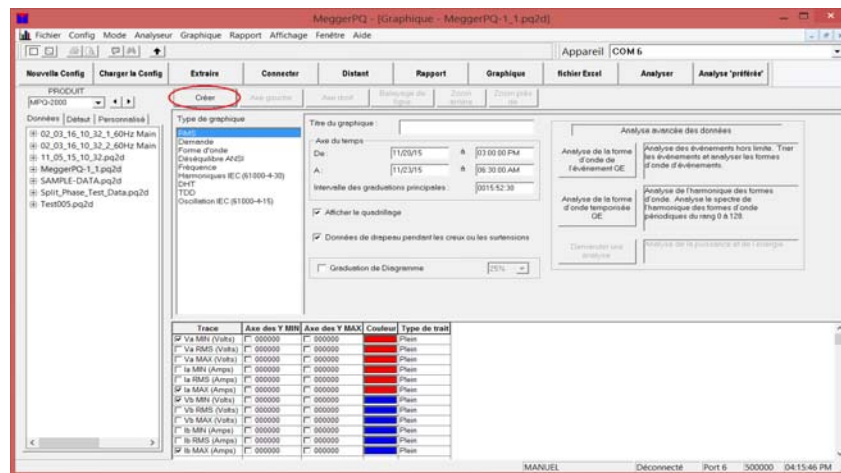 MeggerPQ - [Graphique - MeggerPQ-1_1.pq2d]
Fichier Config Mode Analyseur Graphique Rapport Affichage Fenêtre Aide
Appareil COM 6
Nouvella Config Charger la Config Extraire Connecter Distant Rapport Graphique fichier Excel Analyser Analyse 'préférée'
PRODUIT
MPQ-2000
Créer Axe gauche Axe droit Balayage de ligne Zoom arrière Zoom près de
Données Défaut Personnalisé
02_03_16_10_32_1_60Hz Main
02_03_16_10_32_2_60Hz Main
11_05_15_10_32.pq2d
MeggerPQ-1_1.pq2d
SAMPLE-DATA.pq2d
Split_Phase_Test_Data.pq2d
Test005.pq2d
Type de graphique
RMS
Demande
Forme d'onde
Déséquilibre ANSI
Fréquence
Harmoniques IEC (61000-4-30)
DHT
TDD
Oscillation IEC (61000-4-15)
Titre du graphique :
Axe du temps
De : 11/20/15 à 03:00:00 PM
A : 11/23/15 à 06:30:00 AM
Intervalle des graduations principales : 0015:52:30
Afficher le quadrillage
Données de drapeau pendant les creux ou les surtensions
Graduation de Diagramme 25%
Analyse avancée des données
Analyse de la forme d'onde de l'événement GE
Analyse des événements hors limite. Trier les événements et analyser les formes d'onde d'événements.
Analyse de la forme d'onde temporisée GE
Analyse de l'harmonique des formes d'onde. Analyse le spectre de l'harmonique des formes d'onde périodiques du rang 0 à 128.
Demander une analyse
Analyse de la puissance et de l'énergie
Trace Axe des Y MIN Axe des Y MAX Couleur Type de trait
Va MIN (Volts) 000000 000000 Plein
Va RMS (Volts) 000000 000000 Plein
Va MAX (Volts) 000000 000000 Plein
Ia MIN (Amps) 000000 000000 Plein
Ia RMS (Amps) 000000 000000 Plein
Ia MAX (Amps) 000000 000000 Plein
Vb MIN (Volts) 000000 000000 Plein
Vb RMS (Volts) 000000 000000 Plein
Vb MAX (Volts) 000000 000000 Plein
Ib MIN (Amps) 000000 000000 Plein
Ib RMS (Amps) 000000 000000 Plein
Ib MAX (Amps) 000000 000000 Plein
MANUEL Déconnecté Port 6 500000 04:15:46 PM